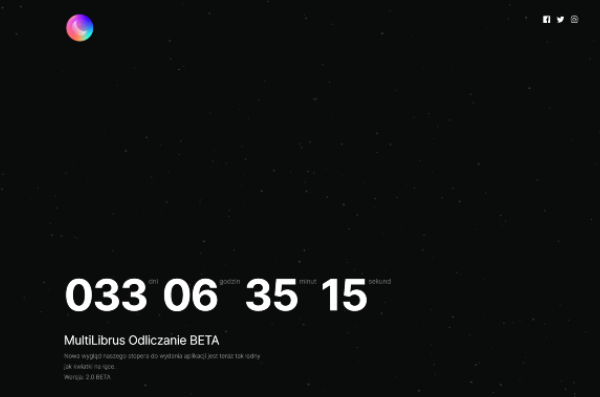 033 dni 06 godzin 35 minut 15 sekund
MultiLibrus Odliczanie BETA
Nowy wygląd naszego stopera do wydania aplikacji jest teraz tak ładny
jak kwiatki na łące.
Wersja: 2.0 BETA